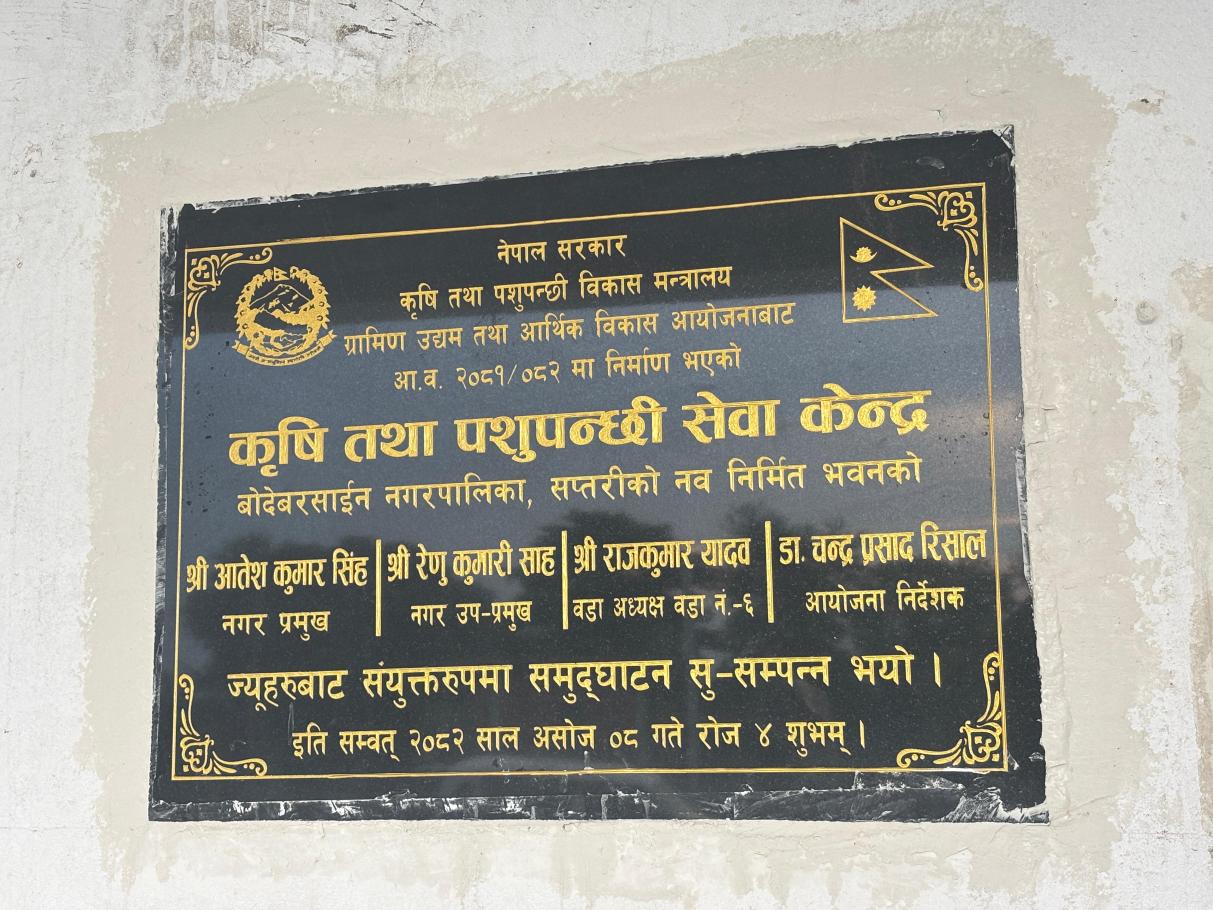 नेपाल सरकार
कृषि तथा पशुपन्छी विकास मन्त्रालय
ग्रामिण उद्यम तथा आर्थिक विकास आयोजनाबाट
आ.व. २०८१/०८२ मा निर्माण भएको
कृषि तथा पशुपन्छी सेवा केन्द्र
बोदेबरसाईन नगरपालिका, सप्तरीको नव निर्मित भवनको
श्री आतेश कुमार सिंह
नगर प्रमुख
श्री रेणु कुमारी साह
नगर उप-प्रमुख
श्री राजकुमार यादव
वडा अध्यक्ष वडा नं.-६
डा. चन्द्र प्रसाद रिसाल
आयोजना निर्देशक
ज्यूहरुबाट संयुक्तरुपमा समुद्घाटन सु-सम्पन्न भयो ।
इति सम्वत् २०८२ साल असोज ०८ गते रोज ४ शुभम् ।